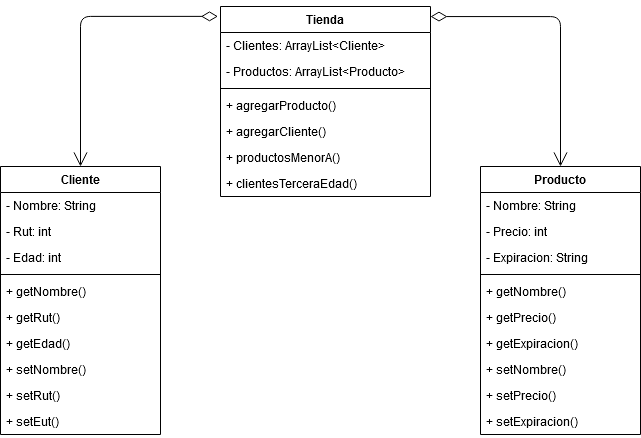 Tienda
- Clientes: ArrayList<Cliente>
- Productos: ArrayList<Producto>
+ agregarProducto()
+ agregarCliente()
+ productosMenorA()
+ clientesTerceraEdad()
Cliente
- Nombre: String
- Rut: int
- Edad: int
+ getNombre()
+ getRut()
+ getEdad()
+ setNombre()
+ setRut()
+ setEut()
Producto
- Nombre: String
- Precio: int
- Expiracion: String
+ getNombre()
+ getPrecio()
+ getExpiracion()
+ setNombre()
+ setPrecio()
+ setExpiracion()